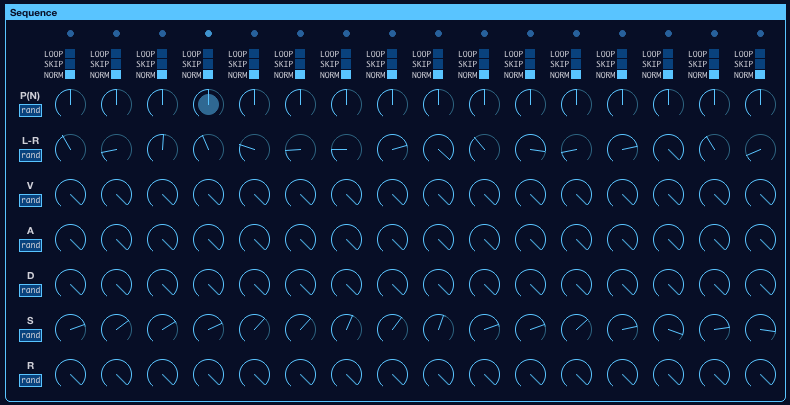 Sequence
LOOP LOOP LOOP LOOP LOOP LOOP LOOP LOOP LOOP LOOP LOOP LOOP LOOP LOOP LOOP LOOP
SKIP SKIP SKIP SKIP SKIP SKIP SKIP SKIP SKIP SKIP SKIP SKIP SKIP SKIP SKIP SKIP
NORM NORM NORM NORM NORM NORM NORM NORM NORM NORM NORM NORM NORM NORM NORM NORM
P(N)
rand
L-R
rand
V
rand
A
rand
D
rand
S
rand
R
rand